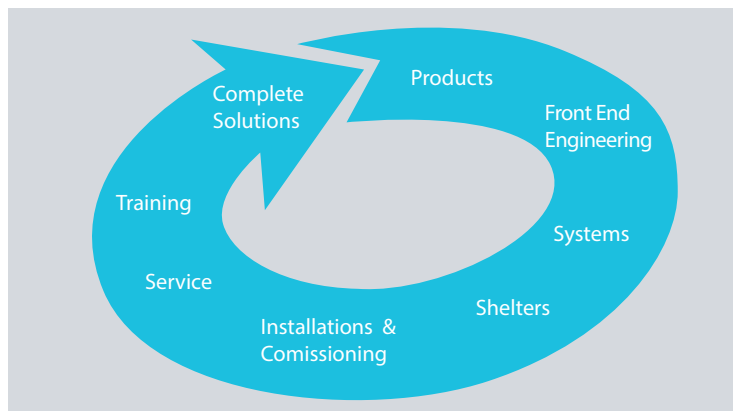 Products
Front End
Engineering
Systems
Shelters
Installations &
Comissioning
Service
Training
Complete
Solutions